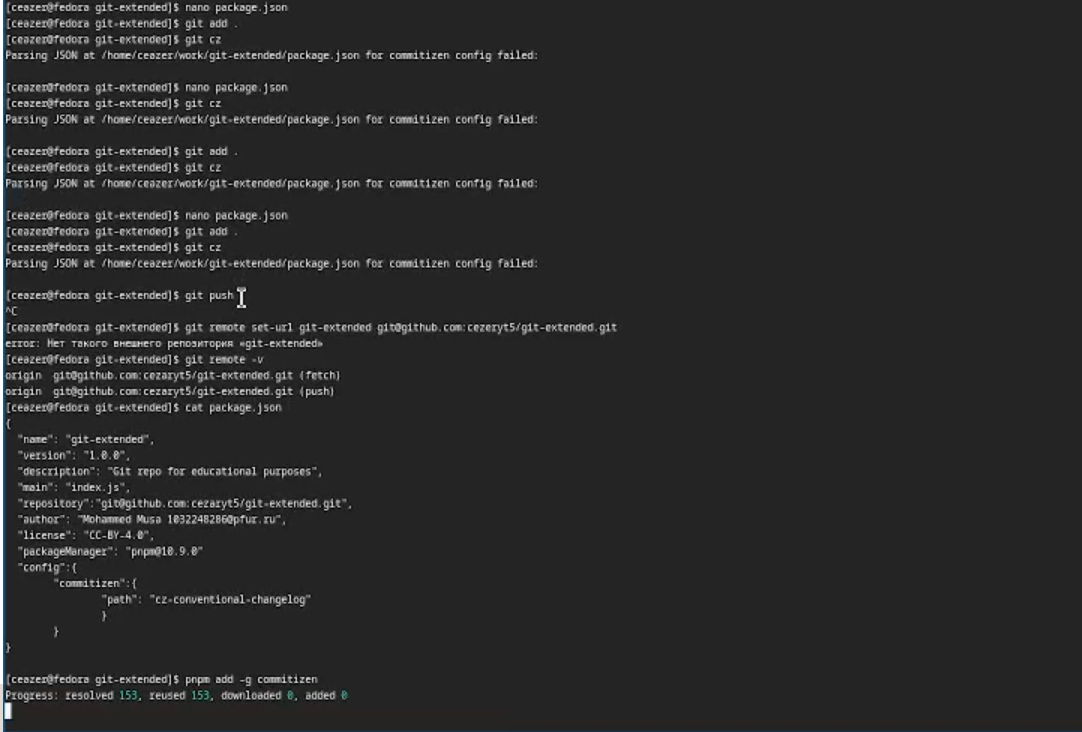 [ceazer@fedora git-extended]$ nano package.json
[ceazer@fedora git-extended]$ git add .
[ceazer@fedora git-extended]$ git cz
Parsing JSON at /home/ceazer/work/git-extended/package.json for commitizen config failed:
[ceazer@fedora git-extended]$ nano package.json
[ceazer@fedora git-extended]$ git cz
Parsing JSON at /home/ceazer/work/git-extended/package.json for commitizen config failed:
[ceazer@fedora git-extended]$ git add .
[ceazer@fedora git-extended]$ git cz
Parsing JSON at /home/ceazer/work/git-extended/package.json for commitizen config failed:
[ceazer@fedora git-extended]$ nano package.json
[ceazer@fedora git-extended]$ git add .
[ceazer@fedora git-extended]$ git cz
Parsing JSON at /home/ceazer/work/git-extended/package.json for commitizen config failed:
[ceazer@fedora git-extended]$ git push
^C
[ceazer@fedora git-extended]$ git remote set-url git-extended git@github.com:cezeryt5/git-extended.git
error: Нет такого внешнего репозитория «git-extended»
[ceazer@fedora git-extended]$ git remote -v
origin  git@github.com:cezaryt5/git-extended.git (fetch)
origin  git@github.com:cezaryt5/git-extended.git (push)
[ceazer@fedora git-extended]$ cat package.json
{
  "name": "git-extended",
  "version": "1.0.0",
  "description": "Git repo for educational purposes",
  "main": "index.js",
  "repository":"git@github.com:cezaryt5/git-extended.git",
  "author": "Mohammed Musa 1032248286@pfur.ru",
  "license": "CC-BY-4.0",
  "packageManager": "pnpm@10.9.0"
  "config":{
        "commitizen":{
                "path": "cz-conventional-changelog"
                }
        }
}
[ceazer@fedora git-extended]$ pnpm add -g commitizen
Progress: resolved 153, reused 153, downloaded 0, added 0